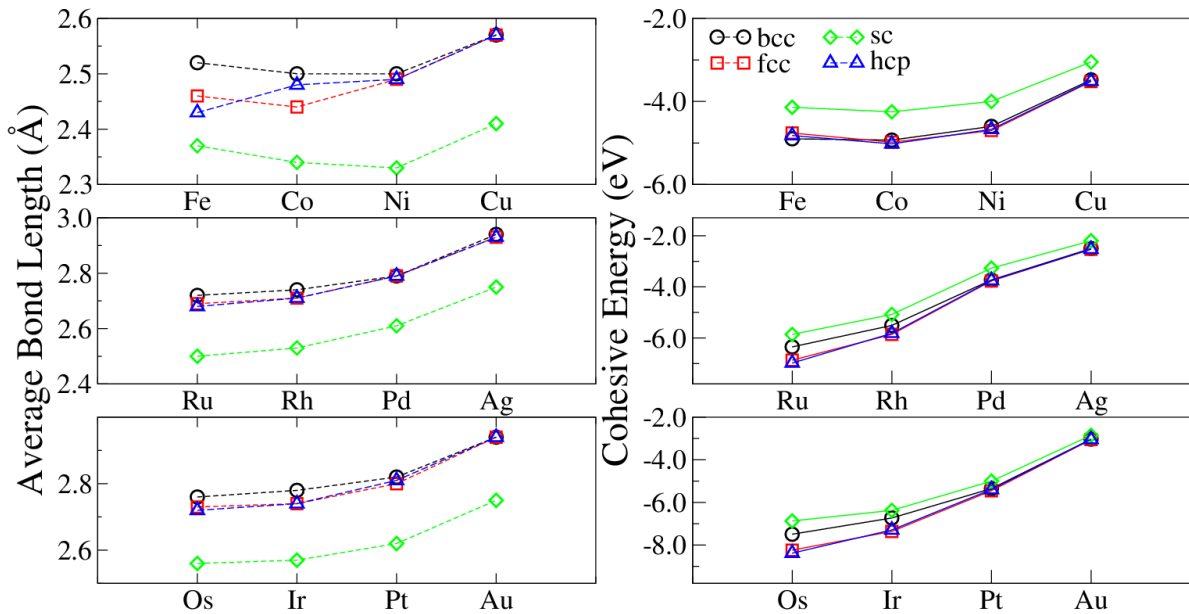 Average Bond Length (Å)
2.6
2.5
2.4
2.3
Fe Co Ni Cu
3.0
2.8
2.6
2.4
Ru Rh Pd Ag
2.8
2.6
Os Ir Pt Au
Cohesive Energy (eV)
-2.0
-4.0
-6.0
bcc sc
fcc hcp
Fe Co Ni Cu
-2.0
-4.0
-6.0
Ru Rh Pd Ag
-2.0
-4.0
-6.0
-8.0
Os Ir Pt Au